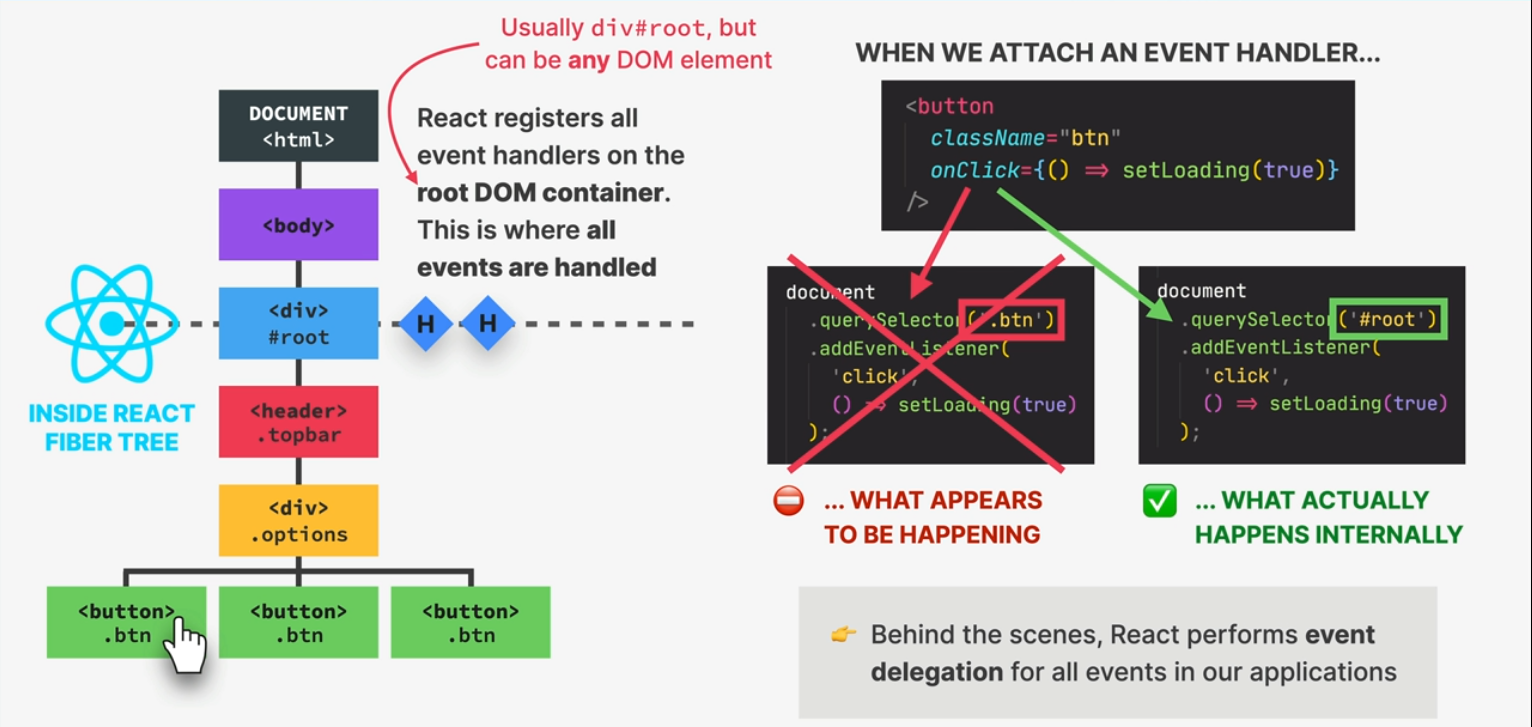 Usually div#root, but
can be any DOM element
DOCUMENT
<html>
<body>
<div>
#root
<header>
.topbar
<div>
.options
<button>
.btn
<button>
.btn
<button>
.btn
INSIDE REACT
FIBER TREE
React registers all
event handlers on the
root DOM container.
This is where all
events are handled
H
H
WHEN WE ATTACH AN EVENT HANDLER...
<button
className="btn"
onClick={() => setLoading(true)}
/>
document
.querySelector('.btn')
.addEventListener(
'click',
() => setLoading(true)
);
... WHAT APPEARS
TO BE HAPPENING
document
.querySelector('#root')
.addEventListener(
'click',
() => setLoading(true)
);
... WHAT ACTUALLY
HAPPENS INTERNALLY
👉 Behind the scenes, React performs event
delegation for all events in our applications